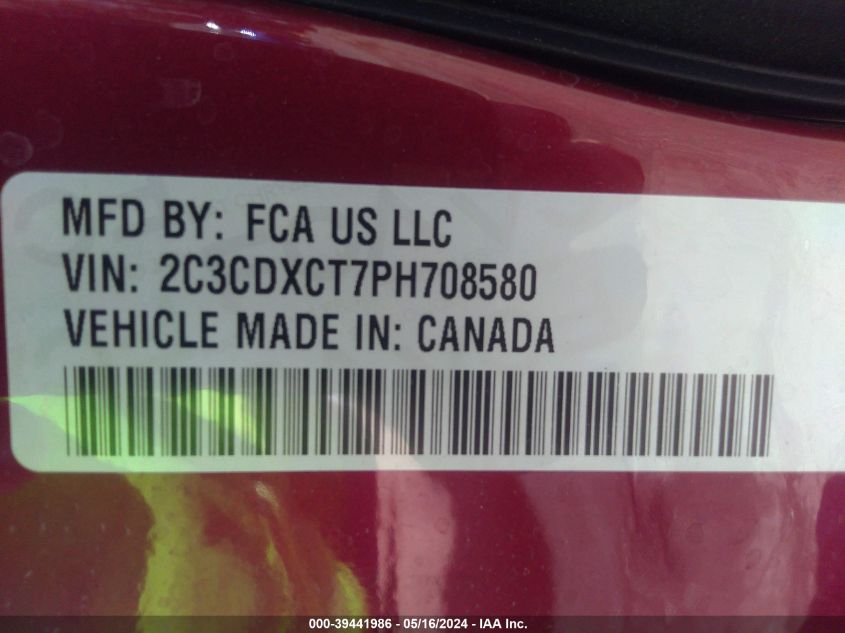 MFD BY: FCA US LLC
VIN: 2C3CDXCT7PH708580
VEHICLE MADE IN: CANADA
000-39441986 - 05/16/2024 - IAA Inc.